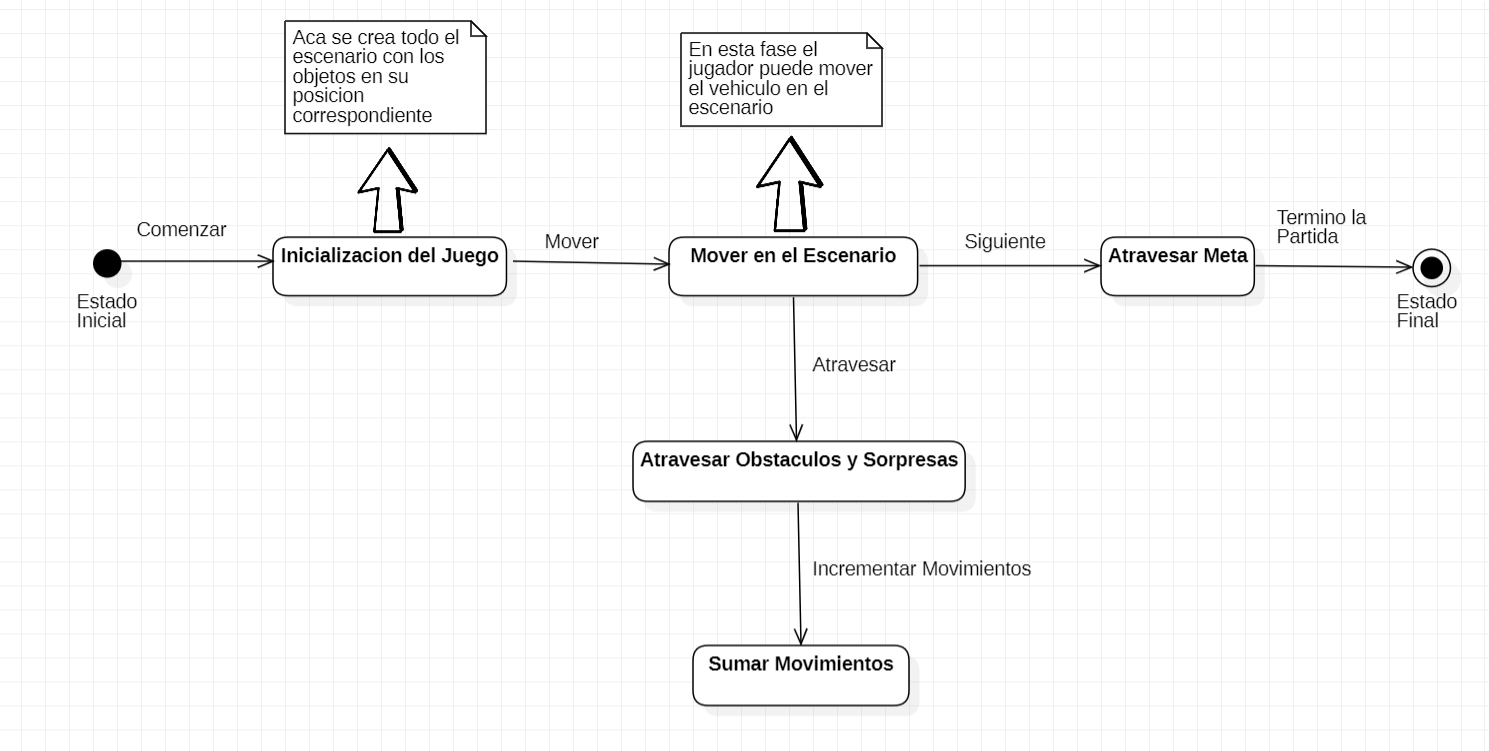 Aca se crea todo el
escenario con los
objetos en su
posicion
correspondiente
En esta fase el
jugador puede mover
el vehiculo en el
escenario
Comenzar
Mover
Siguiente
Termino la
Partida
Inicializacion del Juego
Mover en el Escenario
Atravesar Meta
Estado
Inicial
Estado
Final
Atravesar
Atravesar Obstaculos y Sorpresas
Incrementar Movimientos
Sumar Movimientos